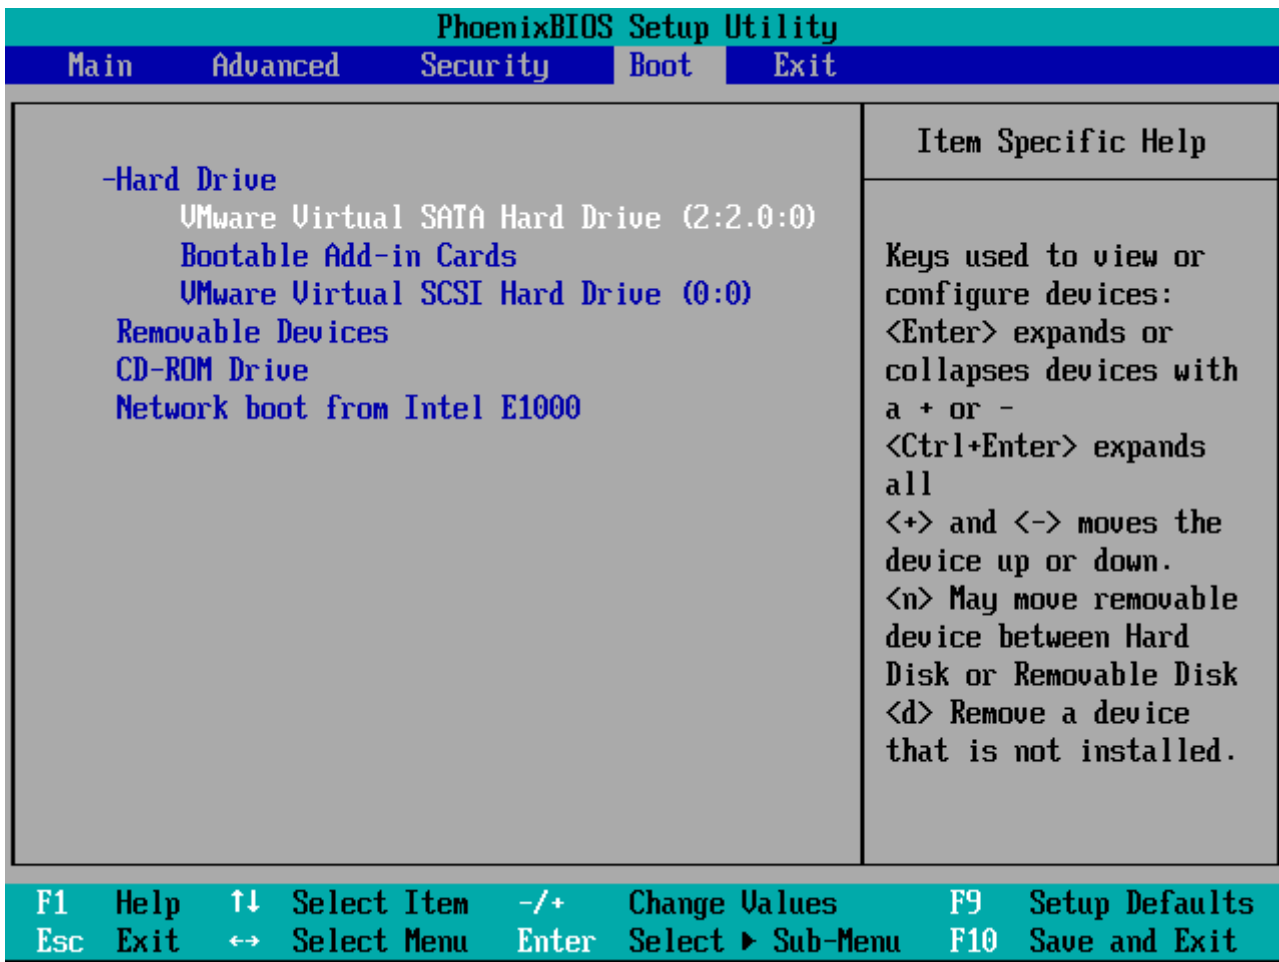 PhoenixBIOS Setup Utility
Main Advanced Security Boot Exit
-Hard Drive
VMware Virtual SATA Hard Drive (2:2.0:0)
Bootable Add-in Cards
VMware Virtual SCSI Hard Drive (0:0)
Removable Devices
CD-ROM Drive
Network boot from Intel E1000
Item Specific Help
Keys used to view or
configure devices:
<Enter> expands or
collapses devices with
a + or -
<Ctrl+Enter> expands
all
<+> and <-> moves the
device up or down.
<n> May move removable
device between Hard
Disk or Removable Disk
<d> Remove a device
that is not installed.
F1 Help ↑↓ Select Item -/+ Change Values F9 Setup Defaults
Esc Exit ↔ Select Menu Enter Select ▶ Sub-Menu F10 Save and Exit